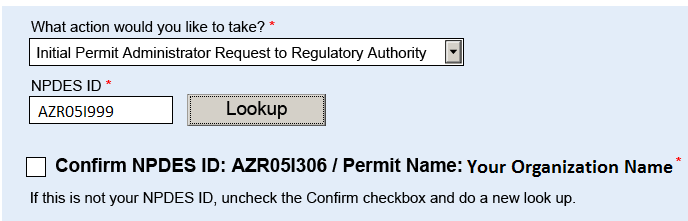 What action would you like to take? *
Initial Permit Administrator Request to Regulatory Authority
NPDES ID *
AZR05I999 Lookup
Confirm NPDES ID: AZR05I306 / Permit Name: Your Organization Name *
If this is not your NPDES ID, uncheck the Confirm checkbox and do a new look up.